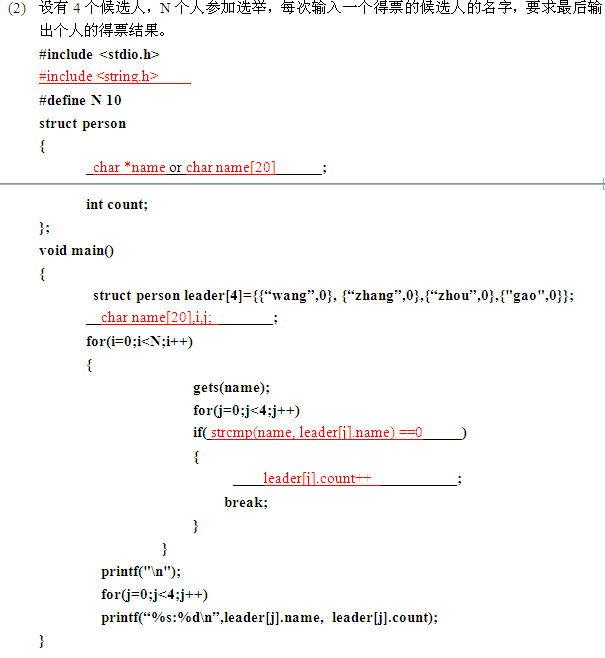 (2) 设有 4 个候选人，N 个人参加选举，每次输入一个得票的候选人的名字，要求最后输
出个人的得票结果。
#include <stdio.h>
#include <string.h>
#define N 10
struct person
{
char *name or char name[20] ;
int count;
};
void main()
{
struct person leader[4]={{“wang”,0}, {“zhang”,0},{“zhou”,0},{"gao",0}};
char name[20],i,j; ;
for(i=0;i<N;i++)
{
gets(name);
for(j=0;j<4;j++)
if( strcmp(name, leader[j].name) ==0 )
{
leader[j].count++ ;
break;
}
}
printf("\n");
for(j=0;j<4;j++)
printf(“%s:%d\n”,leader[j].name, leader[j].count);
}